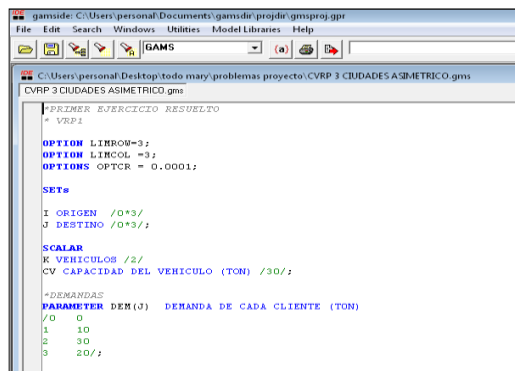 gamside: C:\Users\personal\Documents\gamsdir\projdir\gmsproj.gpr
File Edit Search Windows Utilities Model Libraries Help
GAMS (a)
C:\Users\personal\Desktop\todo mary\problemas proyecto\CVRP 3 CIUDADES ASIMETRICO.gms
CVRP 3 CIUDADES ASIMETRICO.gms
*PRIMER EJERCICIO RESUELTO
* VRP1
OPTION LIMROW=3;
OPTION LIMCOL =3;
OPTIONS OPTCR = 0.0001;
SETs
I ORIGEN /0*3/
J DESTINO /0*3/;
SCALAR
K VEHICULOS /2/
CV CAPACIDAD DEL VEHICULO (TON) /30/;
*DEMANDAS
PARAMETER DEM(J) DEMANDA DE CADA CLIENTE (TON)
/0 0
1 10
2 30
3 20/;